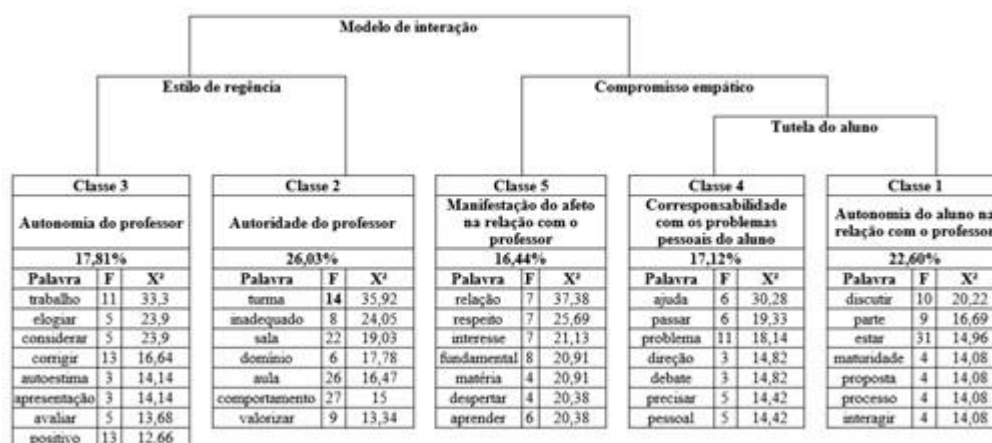 Modelo de interação
Estilo de regência
Compromisso empático
Tutela do aluno
Classe 3
Autonomia do professor
17,81%
Palavra F X²
trabalho 11 33,3
elogiar 5 23,9
considerar 5 23,9
corrigir 13 16,64
autoestima 3 14,14
apresentação 3 14,14
avaliar 5 13,68
positivo 13 12,66
Classe 2
Autoridade do professor
26,03%
Palavra F X²
turma 14 35,92
inadequado 8 24,05
sala 22 19,03
domínio 6 17,78
aula 26 16,47
comportamento 27 15
valorizar 9 13,34
Classe 5
Manifestação do afeto
na relação com o
professor
16,44%
Palavra F X²
relação 7 37,38
respeito 7 25,69
interesse 7 21,13
fundamental 8 20,91
matéria 4 20,91
despertar 4 20,38
aprender 6 20,38
Classe 4
Corresponsabilidade
com os problemas
pessoais do aluno
17,12%
Palavra F X²
ajuda 6 30,28
passar 6 19,33
problema 11 18,14
direção 3 14,82
debate 3 14,82
precisar 5 14,42
pessoal 5 14,42
Classe 1
Autonomia do aluno na
relação com o professor
22,60%
Palavra F X²
discutir 10 20,22
parte 9 16,69
estar 31 14,96
maturidade 4 14,08
proposta 4 14,08
processo 4 14,08
interagir 4 14,08